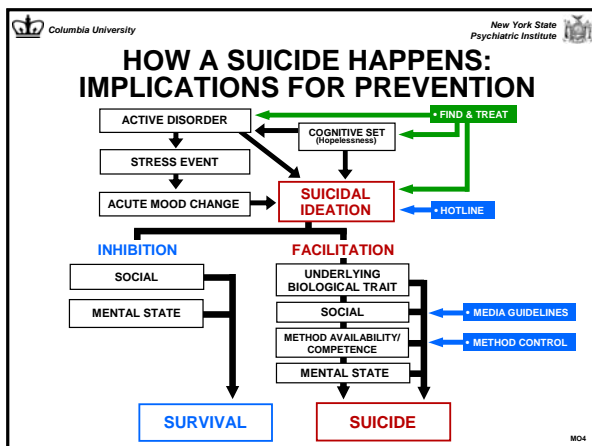 Columbia University
New York State
Psychiatric Institute
HOW A SUICIDE HAPPENS:
IMPLICATIONS FOR PREVENTION
ACTIVE DISORDER
• FIND & TREAT
COGNITIVE SET
(Hopelessness)
STRESS EVENT
SUICIDAL
IDEATION
ACUTE MOOD CHANGE
• HOTLINE
INHIBITION
FACILITATION
SOCIAL
MENTAL STATE
UNDERLYING
BIOLOGICAL TRAIT
SOCIAL
• MEDIA GUIDELINES
METHOD AVAILABILITY/
COMPETENCE
• METHOD CONTROL
MENTAL STATE
SURVIVAL
SUICIDE
MO4